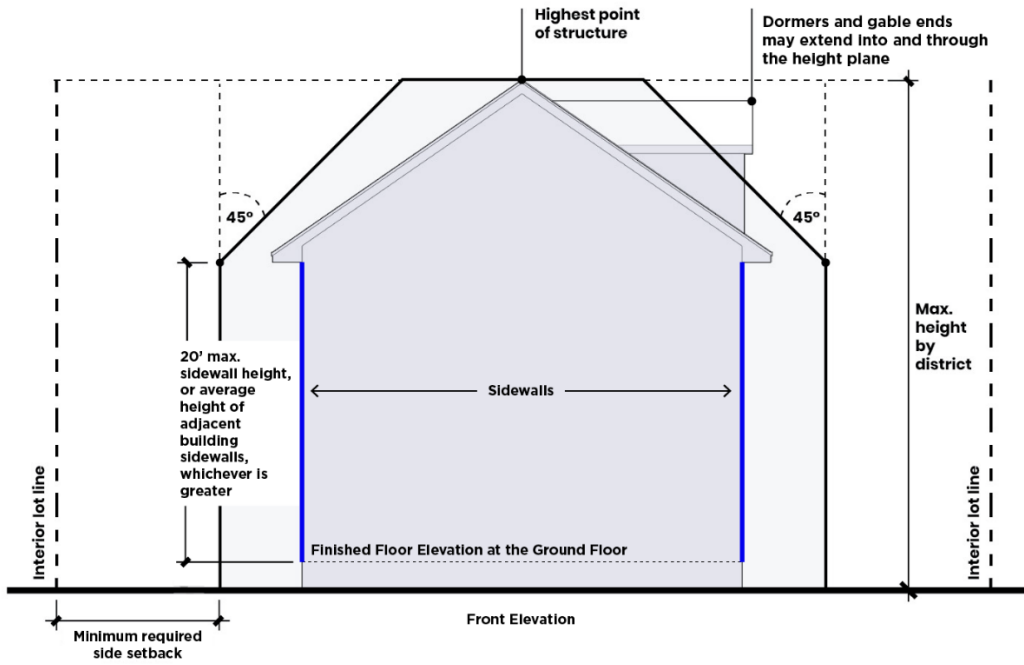 Highest point
of structure
Dormers and gable ends
may extend into and through
the height plane
45º
45º
Max.
height
by
district
20' max.
sidewall height,
or average
height of
adjacent
building
sidewalls,
whichever is
greater
Sidewalls
Interior lot line
Interior lot line
Finished Floor Elevation at the Ground Floor
Front Elevation
Minimum required
side setback